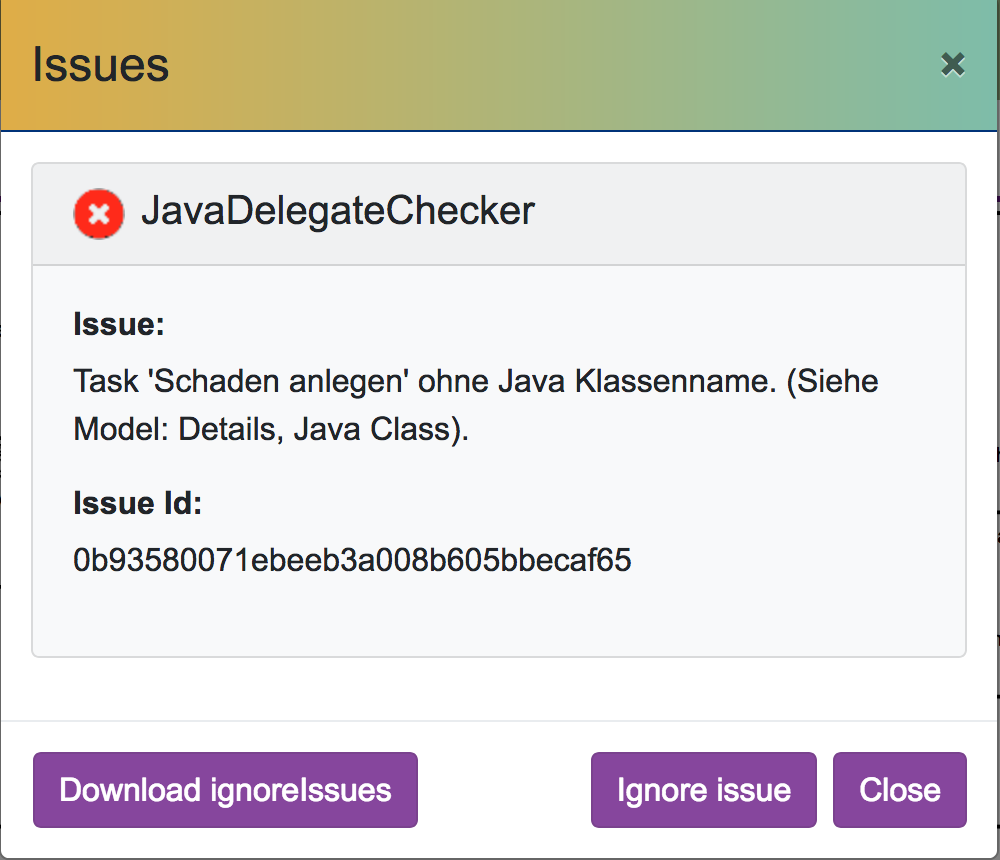 Issues
JavaDelegateChecker
Issue:
Task 'Schaden anlegen' ohne Java Klassenname. (Siehe
Model: Details, Java Class).
Issue Id:
0b93580071ebeeb3a008b605bbecaf65
Download ignoreIssues
Ignore issue
Close